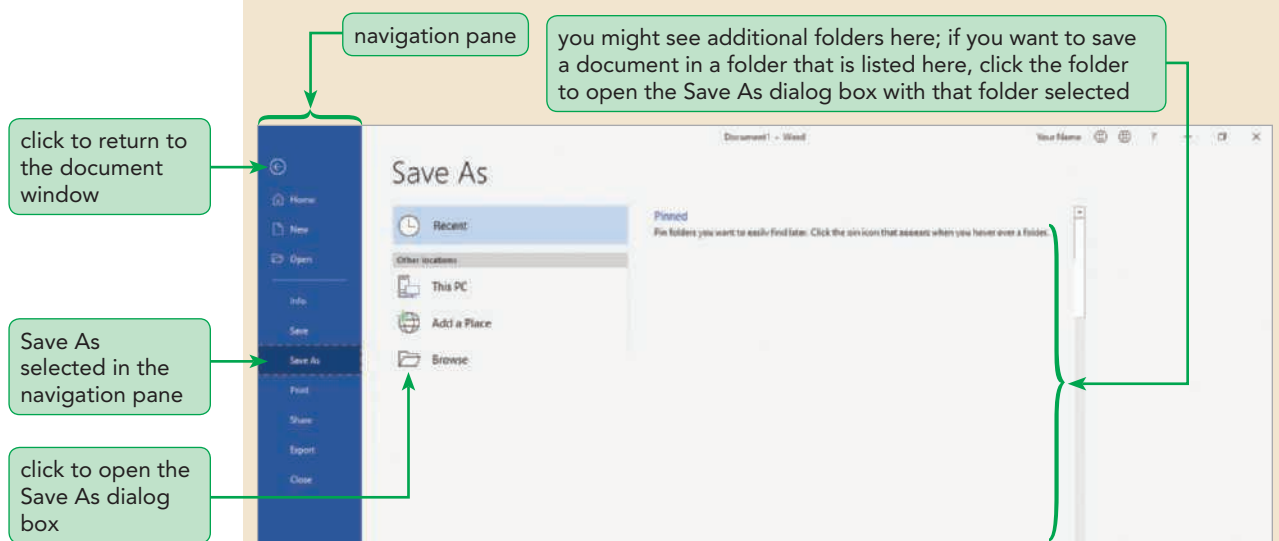 navigation pane
you might see additional folders here; if you want to save
a document in a folder that is listed here, click the folder
to open the Save As dialog box with that folder selected
click to return to
the document
window
Save As
selected in the
navigation pane
click to open the
Save As dialog
box
Document1 - Word
Your Name
?
Home
New
Open
Info
Save
Save As
Print
Share
Export
Close
Save As
Recent
Other locations
This PC
Add a Place
Browse
Pinned
Pin folders you want to easily find later. Click the pin icon that appears when you hover over a folder.